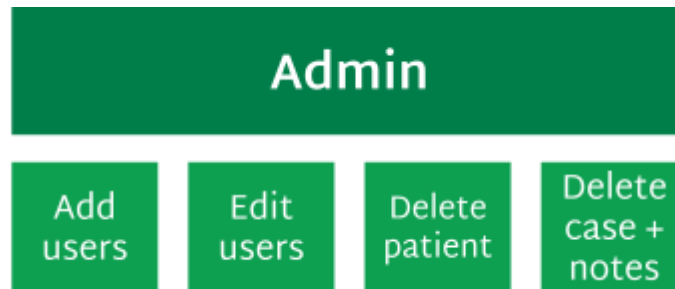 Admin
Add
users
Edit
users
Delete
patient
Delete
case +
notes